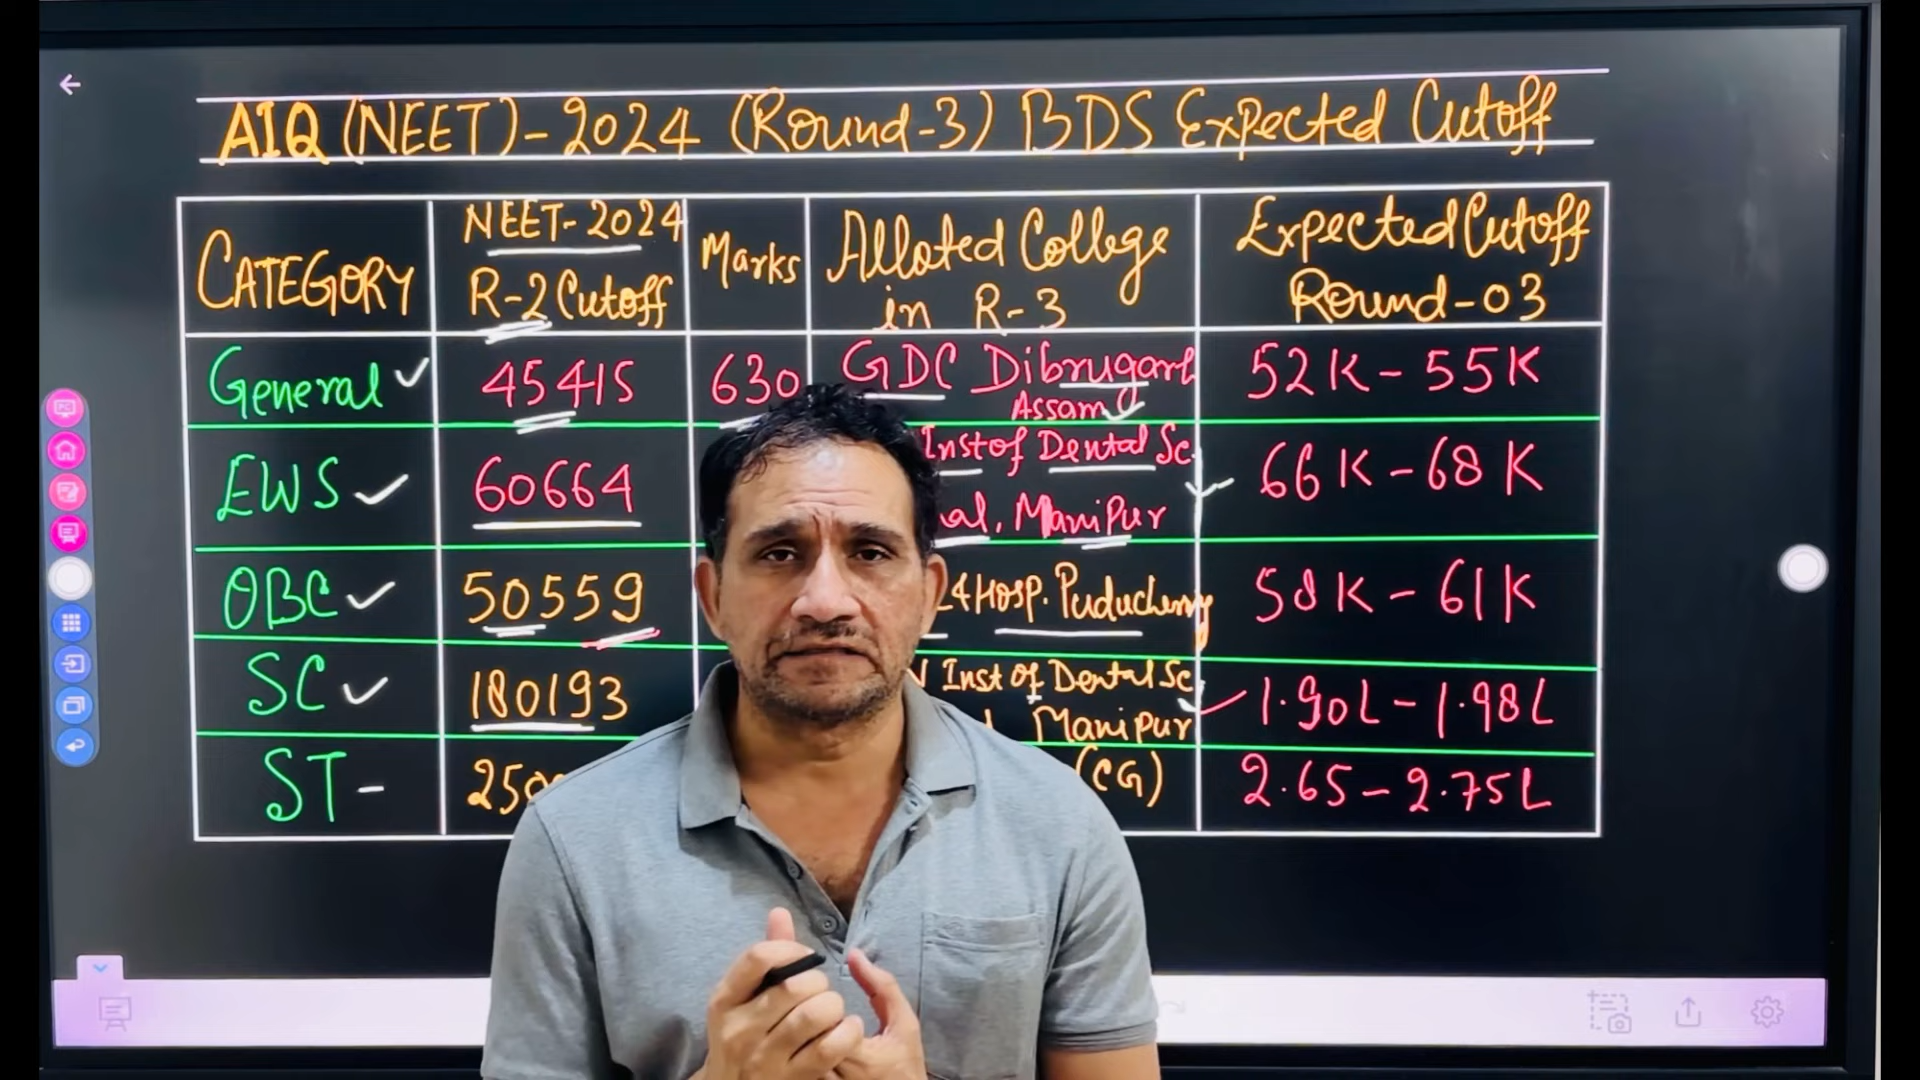 AIQ (NEET)-2024 (Round-3) BDS Expected Cutoff
CATEGORY
NEET-2024
R-2 Cutoff
Marks
Alloted College
in R-3
Expected Cutoff
Round-03
General
45415
630
GDC Dibrugarh
Assam
52K-55K
EWS
60664
Inst of Dental Sc.
Manipur
66K-68K
OBC
50559
Hosp. Puducherry
58K-61K
SC
180193
Inst Of Dental Sc.
Manipur
1.90L-1.98L
ST-
(CG)
2.65-2.75L